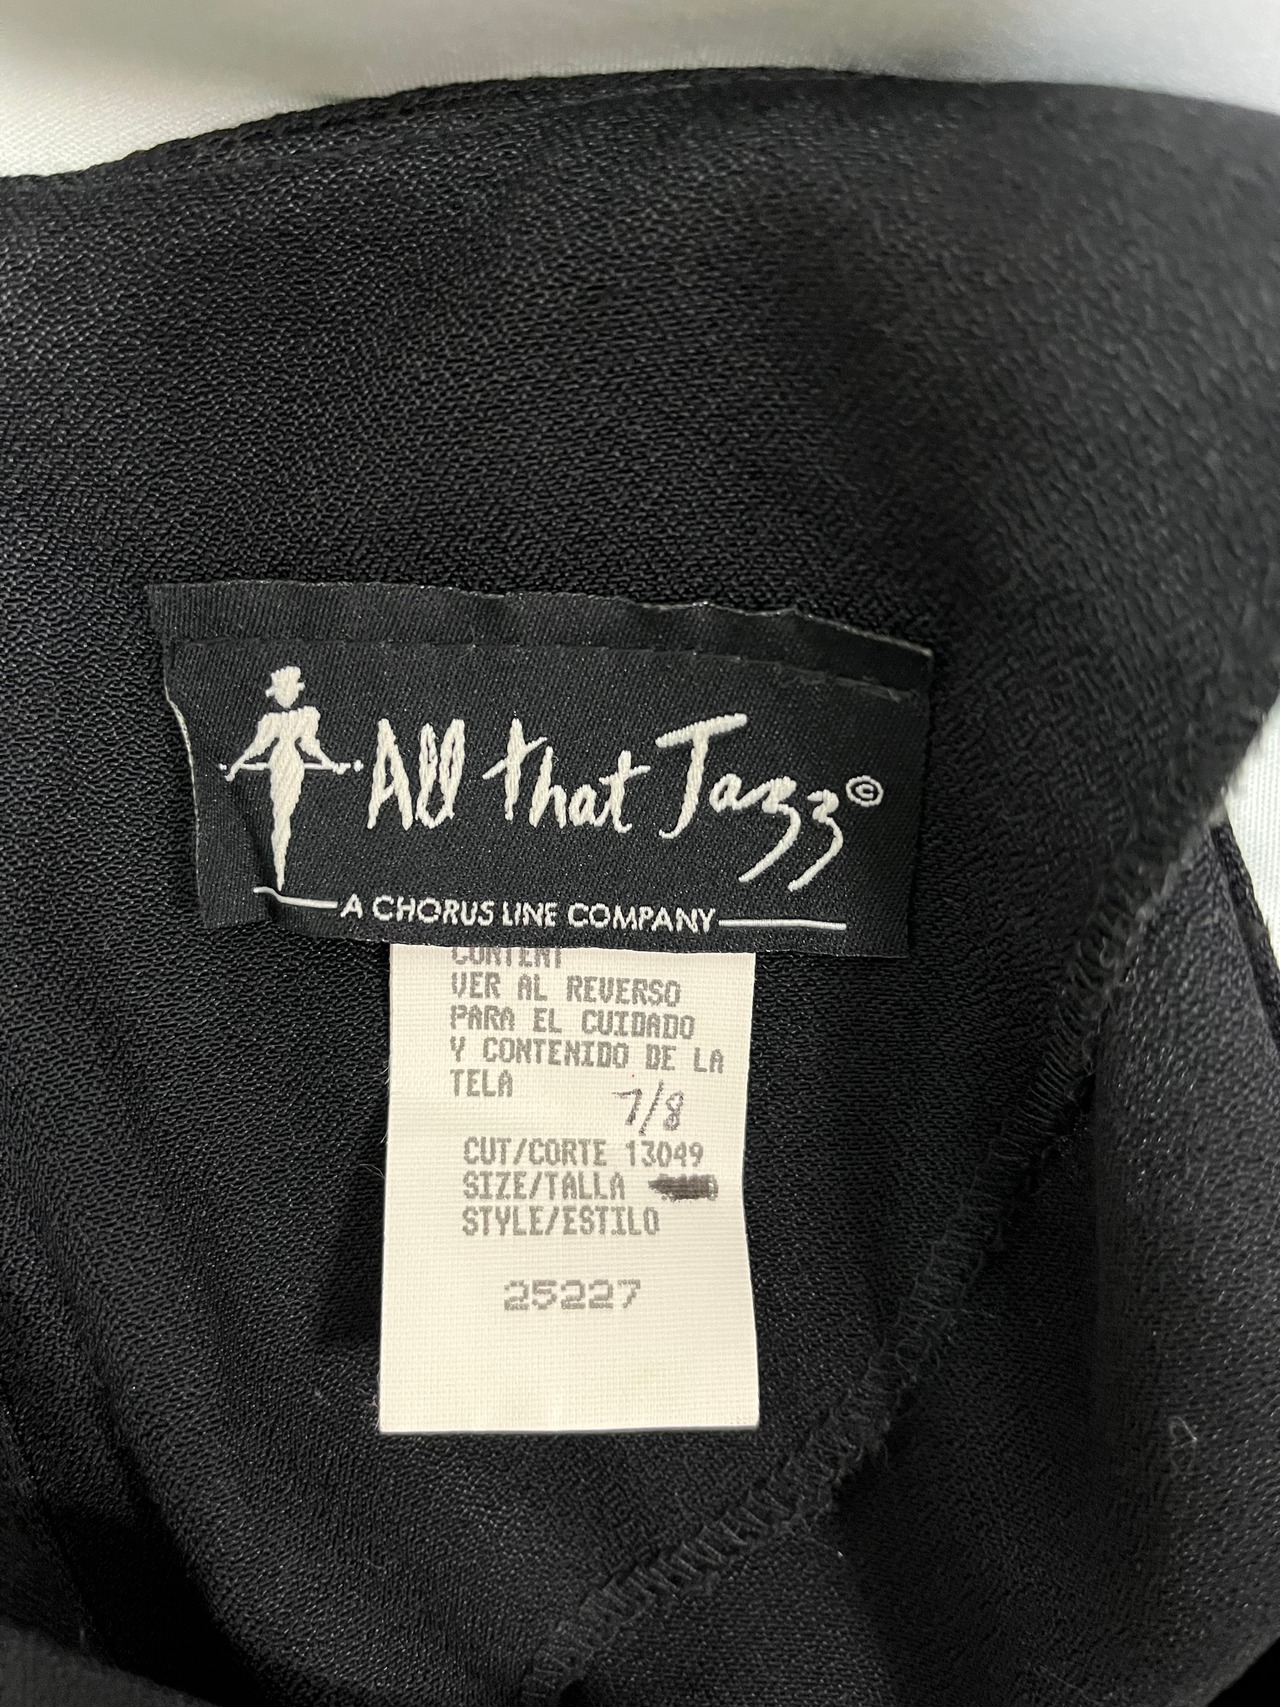 All that Jazz©
A CHORUS LINE COMPANY
CONTENT
VER AL REVERSO
PARA EL CUIDADO
Y CONTENIDO DE LA
TELA
7/8
CUT/CORTE 13049
SIZE/TALLA
STYLE/ESTILO
25227